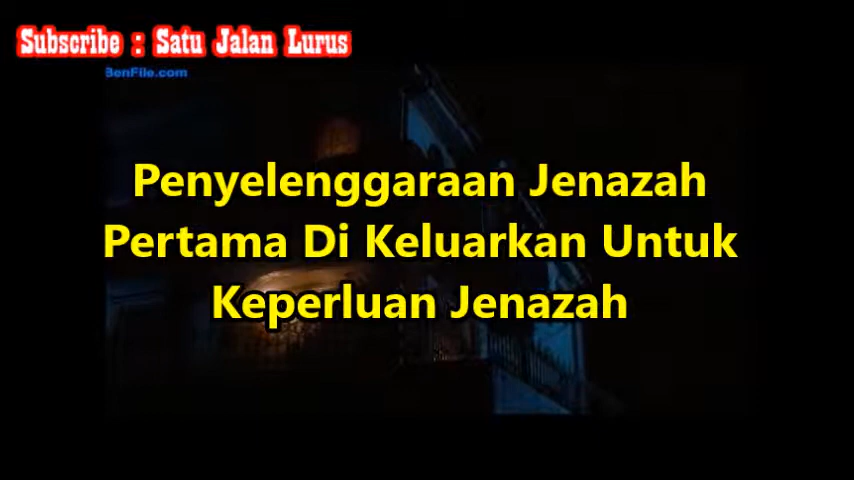 Subscribe : Satu Jalan Lurus
BenFile.com
Penyelenggaraan Jenazah
Pertama Di Keluarkan Untuk
Keperluan Jenazah